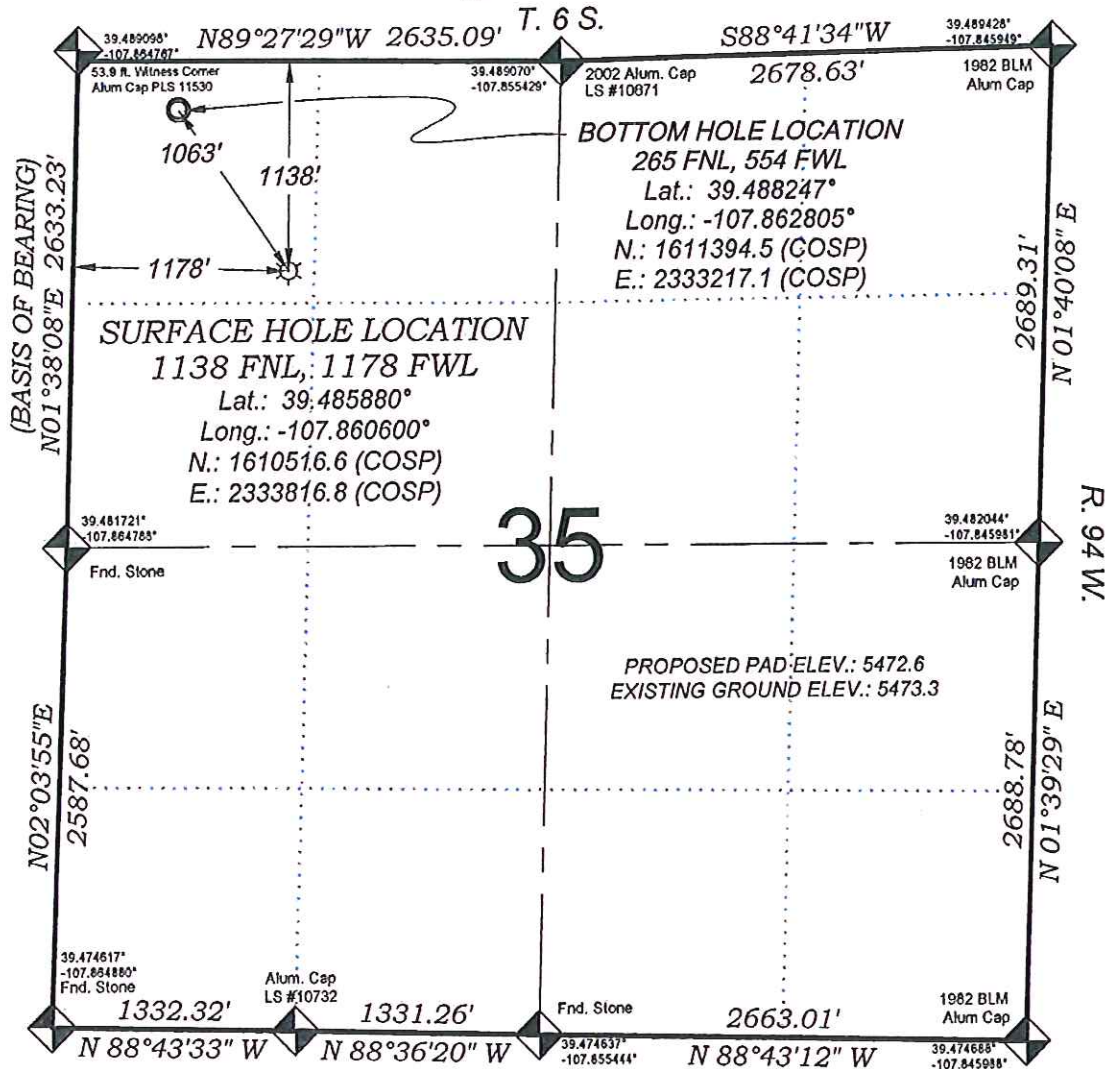 T. 6 S.
39.489098°
-107.864767°
N89°27'29"W 2635.09'
S88°41'34"W
2678.63'
39.489428°
-107.845949°
53.9 ft. Witness Corner
Alum Cap PLS 11530
39.489070°
-107.855429°
2002 Alum. Cap
LS #10871
1982 BLM
Alum Cap
1063'
1138'
1178'
BOTTOM HOLE LOCATION
265 FNL, 554 FWL
Lat.: 39.488247°
Long.: -107.862805°
N.: 1611394.5 (COSP)
E.: 2333217.1 (COSP)
(BASIS OF BEARING)
N01°38'08"E 2633.23'
2689.31'
N 01°40'08" E
SURFACE HOLE LOCATION
1138 FNL, 1178 FWL
Lat.: 39.485880°
Long.: -107.860600°
N.: 1610516.6 (COSP)
E.: 2333816.8 (COSP)
R. 94 W.
39.481721°
-107.864788°
Fnd. Stone
35
39.482044°
-107.845981°
1982 BLM
Alum Cap
PROPOSED PAD ELEV.: 5472.6
EXISTING GROUND ELEV.: 5473.3
N02°03'55"E
2587.68'
2688.78'
N 01°39'29" E
39.474617°
-107.864880°
Fnd. Stone
Alum. Cap
LS #10732
Fnd. Stone
1982 BLM
Alum Cap
1332.32'
1331.26'
2663.01'
N 88°43'33" W
N 88°36'20" W
39.474637°
-107.855444°
N 88°43'12" W
39.474688°
-107.845988°